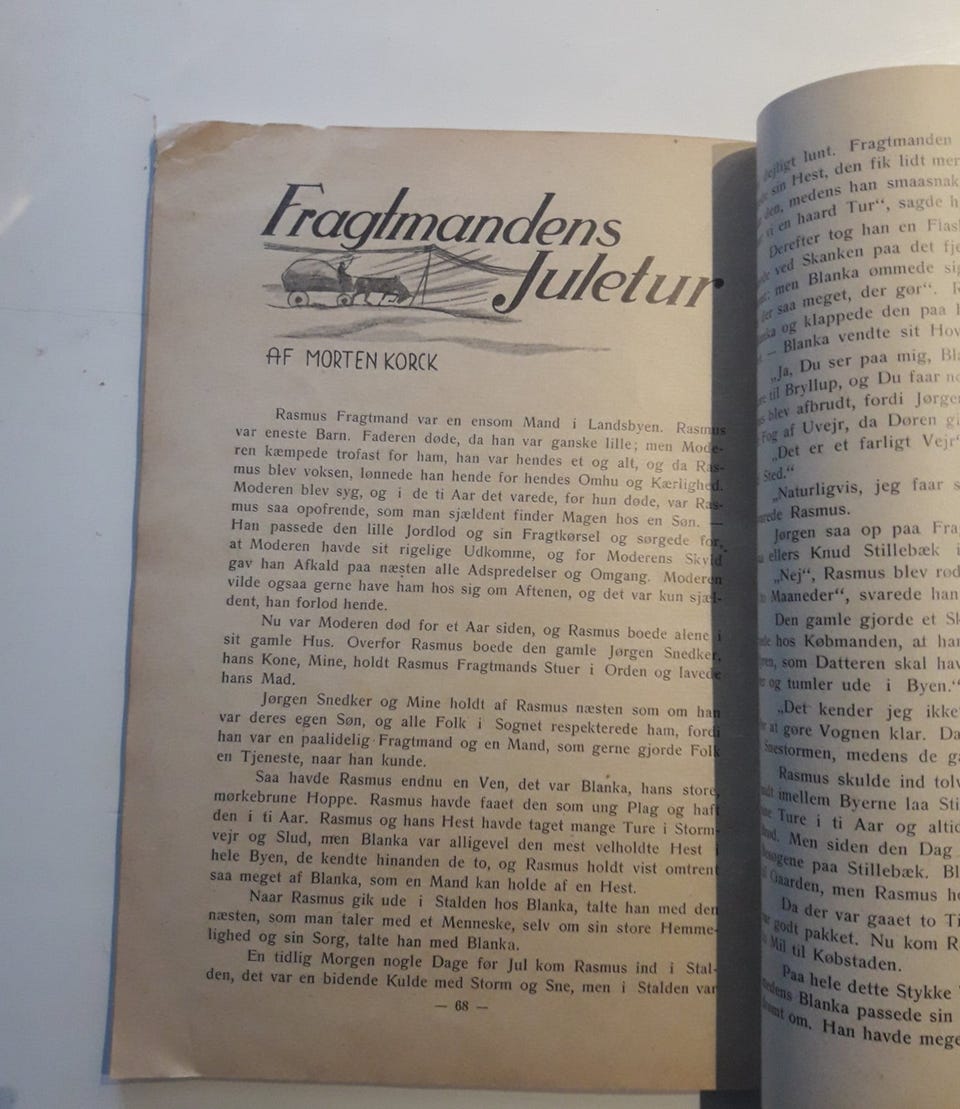 Fragtmandens
Juletur
AF MORTEN KORCK
Rasmus Fragtmand var en ensom Mand i Landsbyen. Rasmus
var eneste Barn. Faderen døde, da han var ganske lille; men Mode-
ren kæmpede trofast for ham, han var hendes et og alt, og da Ras-
mus blev voksen, lønnede han hende for hendes Omhu og Kærlighed.
Moderen blev syg, og i de ti Aar det varede, før hun døde, var Ras-
mus saa opofrende, som man sjældent finder Magen hos en Søn. —
Han passede den lille Jordlod og sin Fragtkørsel og sørgede for,
at Moderen havde sit rigelige Udkomme, og for Moderens Skyld
gav han Afkald paa næsten alle Adspredelser og Omgang. Moderen
vilde ogsaa gerne have ham hos sig om Aftenen, og det var kun sjæl-
dent, han forlod hende.
Nu var Moderen død for et Aar siden, og Rasmus boede alene i
sit gamle Hus. Overfor Rasmus boede den gamle Jørgen Snedker,
hans Kone, Mine, holdt Rasmus Fragtmands Stuer i Orden og lavede
hans Mad.
Jørgen Snedker og Mine holdt af Rasmus næsten som om han
var deres egen Søn, og alle Folk i Sognet respekterede ham, fordi
han var en paalidelig Fragtmand og en Mand, som gerne gjorde Folk
en Tjeneste, naar han kunde.
Saa havde Rasmus endnu en Ven, det var Blanka, hans store,
mørkebrune Hoppe. Rasmus havde faaet den som ung Plag og haft
den i ti Aar. Rasmus og hans Hest havde taget mange Ture i Storm-
vejr og Slud, men Blanka var alligevel den mest velholdte Hest i
hele Byen, de kendte hinanden de to, og Rasmus holdt vist omtrent
saa meget af Blanka, som en Mand kan holde af en Hest.
Naar Rasmus gik ude i Stalden hos Blanka, talte han med den
næsten, som man taler med et Menneske, selv om sin store Hemme-
lighed og sin Sorg, talte han med Blanka.
En tidlig Morgen nogle Dage før Jul kom Rasmus ind i Stal-
den, det var en bidende Kulde med Storm og Sne, men i Stalden var
— 68 —
dejligt lunt. Fragtmanden
sin Hest, den fik lidt mer
den, medens han smaasnak
vi en haard Tur“, sagde h
Derefter tog han en Flas
ved Skanken paa det fje
men Blanka ømmede sig
der saa meget, der gør“. R
og klappede den paa
— Blanka vendte sit Hov
„Ja, Du ser paa mig, Bla
til Bryllup, og Du faar no
blev afbrudt, fordi Jørge
Fog af Uvejr, da Døren gi
„Det er et farligt Vejr“
Sted.“
„Naturligvis, jeg faar s
Rasmus.
Jørgen saa op paa Fra
ellers Knud Stillebæk i
„Nej“, Rasmus blev rød
Maaneder“, svarede han
Den gamle gjorde et Sk
hos Købmanden, at han
som Datteren skal hav
og tumler ude i Byen.“
„Det kender jeg ikke
at gøre Vognen klar. Da
Snestormen, medens de ga
Rasmus skulde ind tolv
imellem Byerne laa Sti
Ture i ti Aar og altid
Men siden den Dag
paa Stillebæk. Bl
Gaarden, men Rasmus ho
Da der var gaaet to Ti
godt pakket. Nu kom R
Mil til Købstaden.
Paa hele dette Stykke
Blanka passede sin
om. Han havde mege